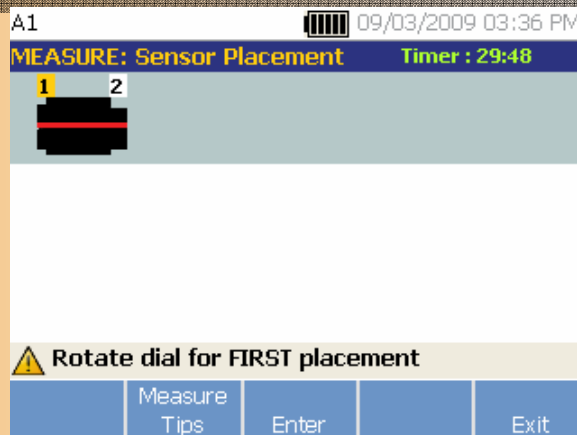 A1 09/03/2009 03:36 PM
MEASURE: Sensor Placement Timer : 29:48
1 2
Rotate dial for FIRST placement
Measure
Tips Enter Exit